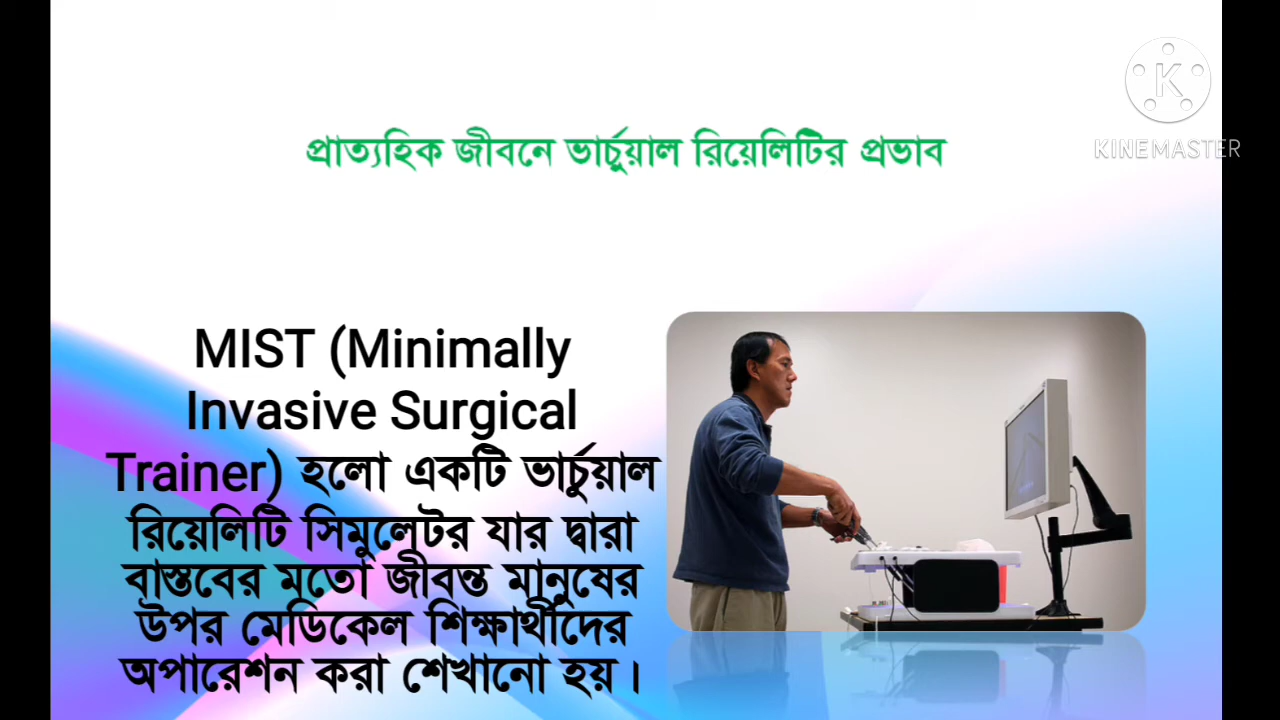 K
KINEMASTER
প্রাত্যহিক জীবনে ভার্চুয়াল রিয়েলিটির প্রভাব
MIST (Minimally
Invasive Surgical
Trainer) হলো একটি ভার্চুয়াল
রিয়েলিটি সিমুলেটর যার দ্বারা
বাস্তবের মতো জীবন্ত মানুষের
উপর মেডিকেল শিক্ষার্থীদের
অপারেশন করা শেখানো হয়।